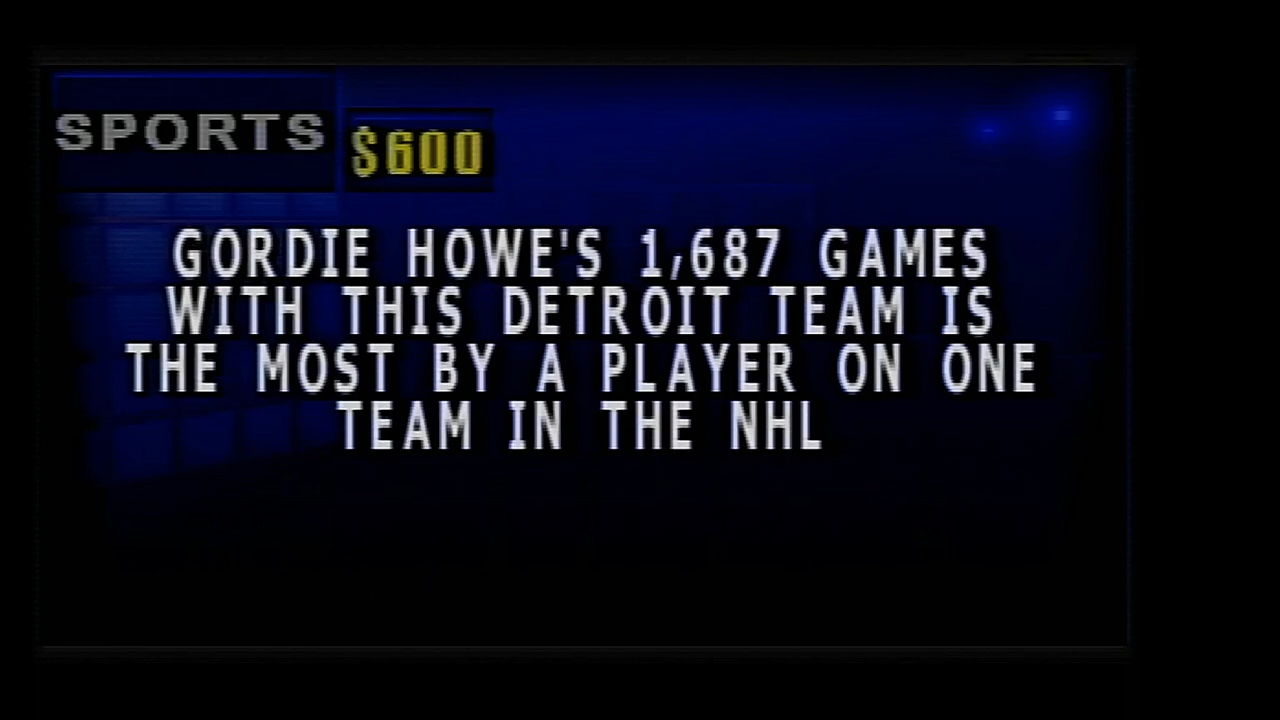 SPORTS
$600
GORDIE HOWE'S 1,687 GAMES
WITH THIS DETROIT TEAM IS
THE MOST BY A PLAYER ON ONE
TEAM IN THE NHL